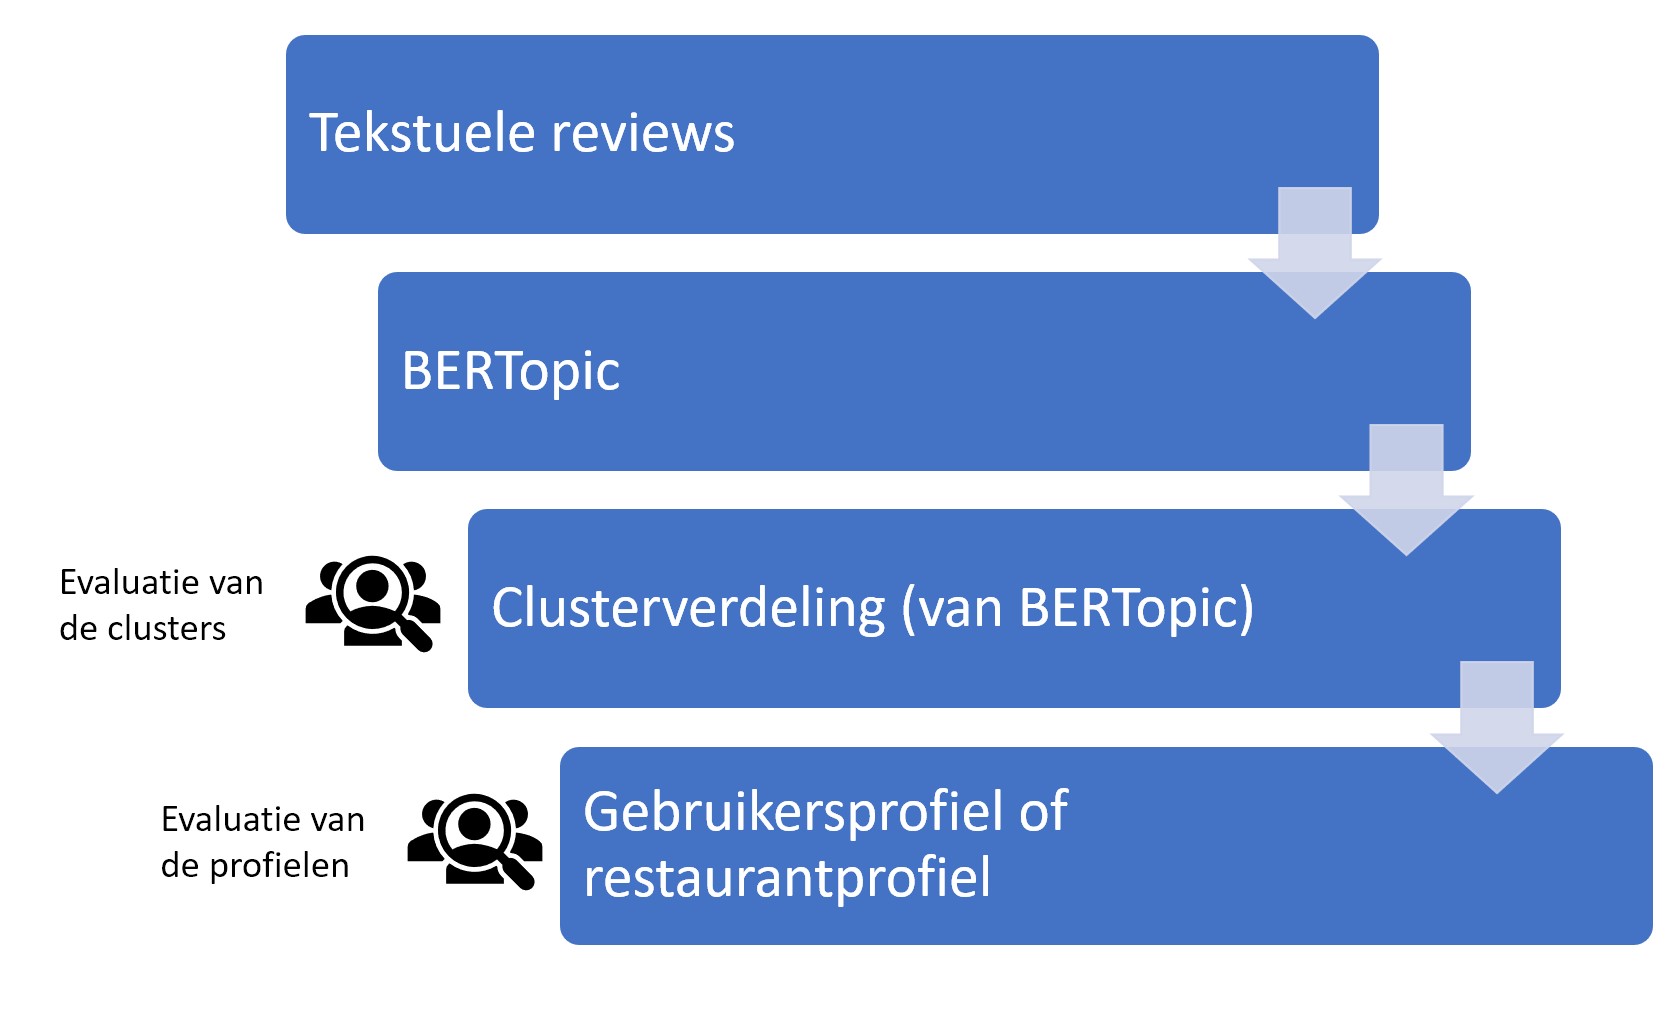 Tekstuele reviews
BERTopic
Evaluatie van
de clusters
Clusterverdeling (van BERTopic)
Evaluatie van
de profielen
Gebruikersprofiel of
restaurantprofiel